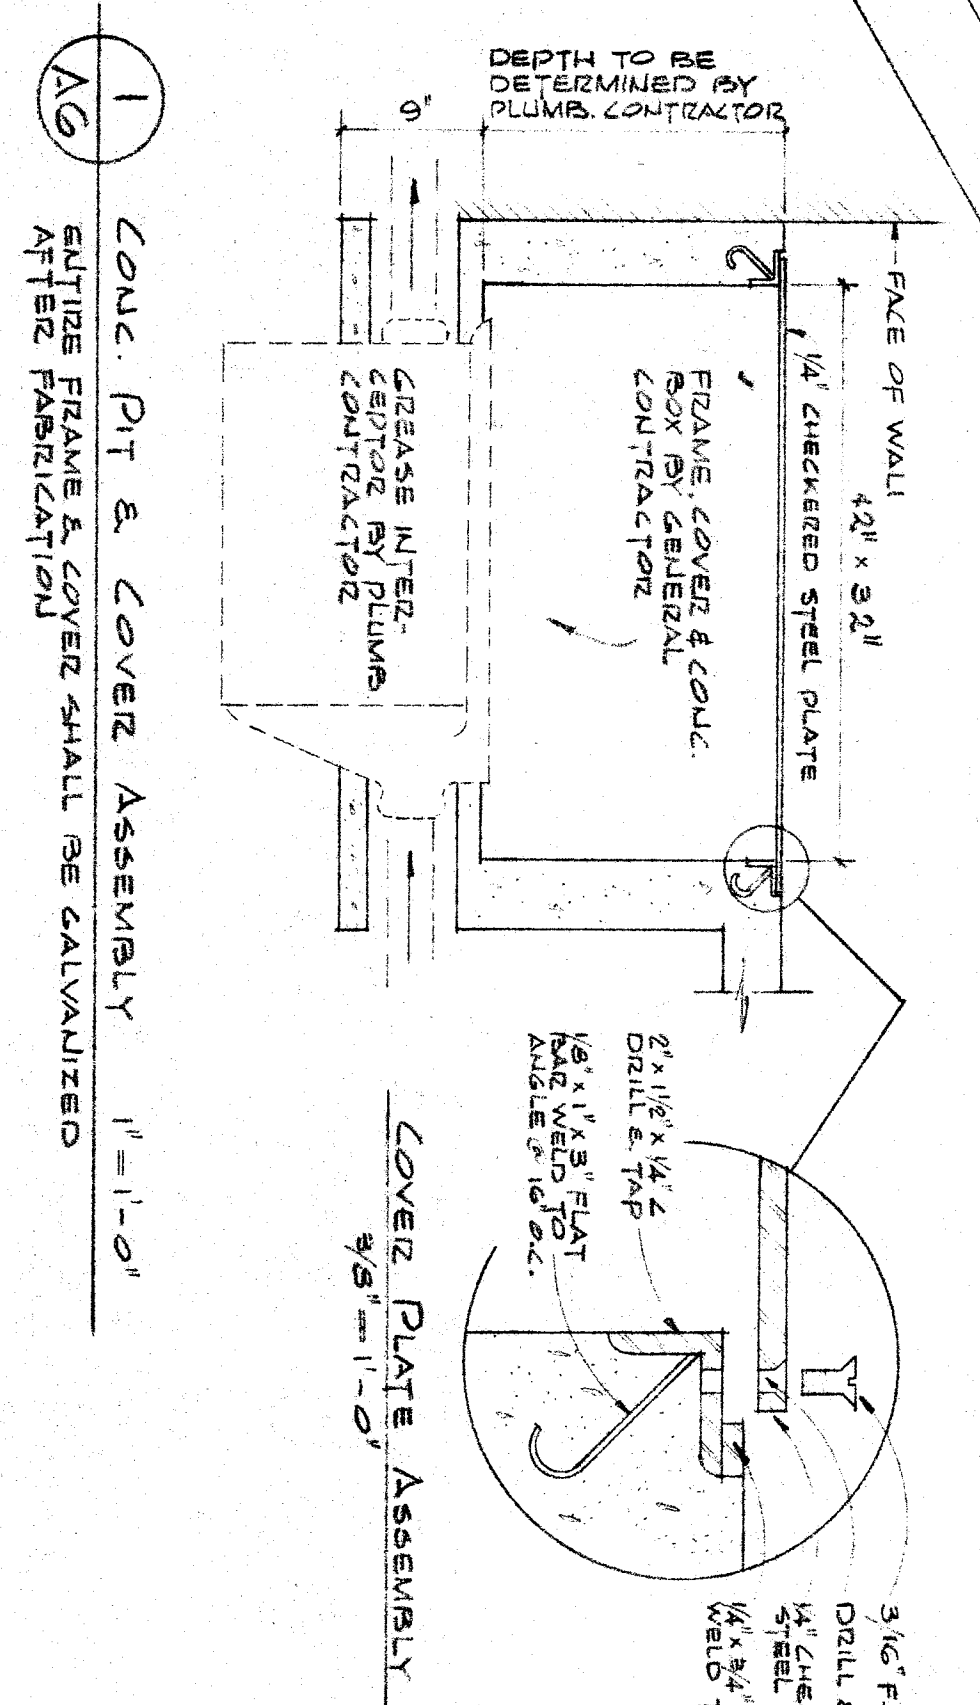 DEPTH TO BE
DETERMINED BY
PLUMB. CONTRACTOR
9"
FACE OF WALL
42" x 32"
1/4" CHECKERED STEEL PLATE
FRAME, COVER & CONC.
BOX BY GENERAL
CONTRACTOR
GREASE INTER-
CEPTOR BY PLUMB
CONTRACTOR
1
A6
CONC. PIT & COVER ASSEMBLY 1"=1'-0"
ENTIRE FRAME & COVER SHALL BE GALVANIZED
AFTER FABRICATION
2" x 1 1/2" x 1/4" L
DRILL & TAP
1/8" x 1" x 3" FLAT
BAR WELD TO
ANGLE @ 16" O.C.
3/16" F.
DRILL &
1/4" CHE
STEEL
1/4" x 3/4"
WELD T
COVER PLATE ASSEMBLY
3/8"=1'-0"